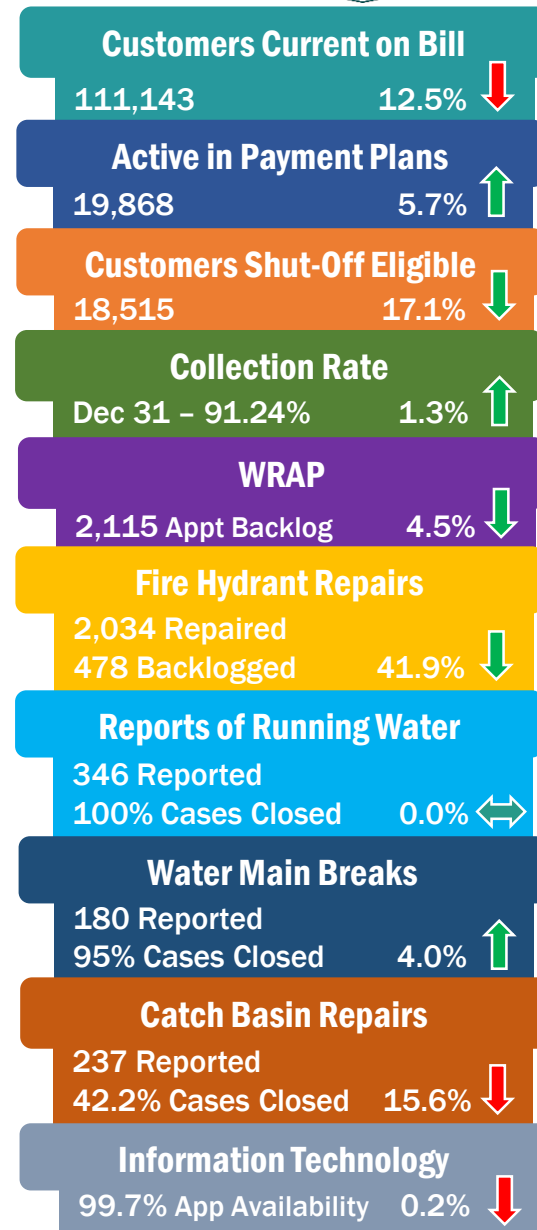 Customers Current on Bill
111,143 12.5%
Active in Payment Plans
19,868 5.7%
Customers Shut-Off Eligible
18,515 17.1%
Collection Rate
Dec 31 – 91.24% 1.3%
WRAP
2,115 Appt Backlog 4.5%
Fire Hydrant Repairs
2,034 Repaired
478 Backlogged 41.9%
Reports of Running Water
346 Reported
100% Cases Closed 0.0%
Water Main Breaks
180 Reported
95% Cases Closed 4.0%
Catch Basin Repairs
237 Reported
42.2% Cases Closed 15.6%
Information Technology
99.7% App Availability 0.2%